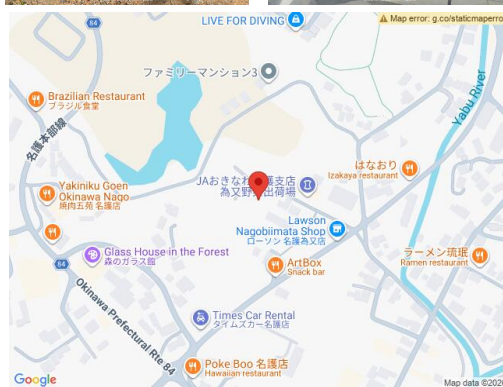 LIVE FOR DIVING
Map error: g.co/staticmaperro
ファミリーマンション3
Brazilian Restaurant
ブラジル食堂
名護本部線
Yabu River
はなおり
Izakaya restaurant
JAおきなわ
護支店
為又野
出荷場
Yakiniku Goen
Okinawa Nago
焼肉五苑 名護店
84
Lawson
Nagobiimata Shop
ローソン 名護為又店
Glass House in the Forest
森のガラス館
84
ArtBox
Snack bar
ラーメン琉珉
Ramen restaurant
Okinawa Prefectural Rte 84
Times Car Rental
タイムズカー名護店
84
Poke Boo 名護店
Hawaiian restaurant
Google
Map data ©202